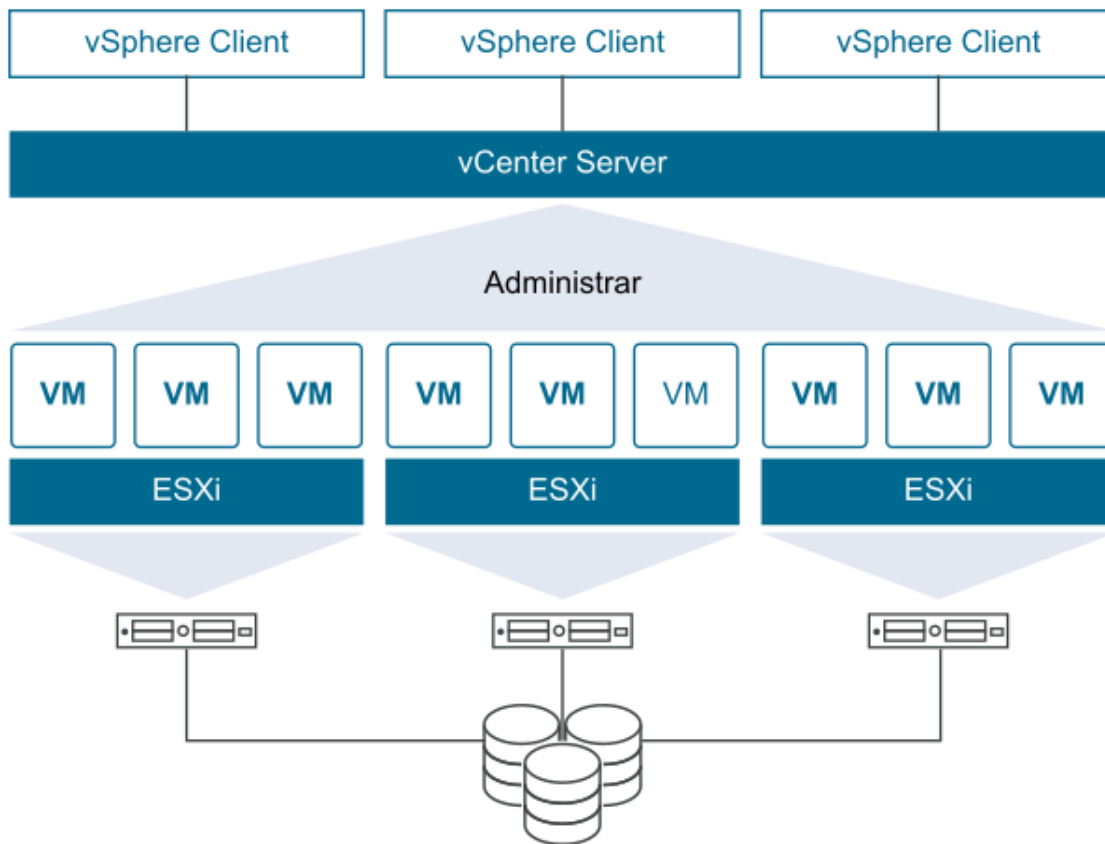 vSphere Client vSphere Client vSphere Client
vCenter Server
Administrar
VM VM VM VM VM VM VM VM VM
ESXi ESXi ESXi